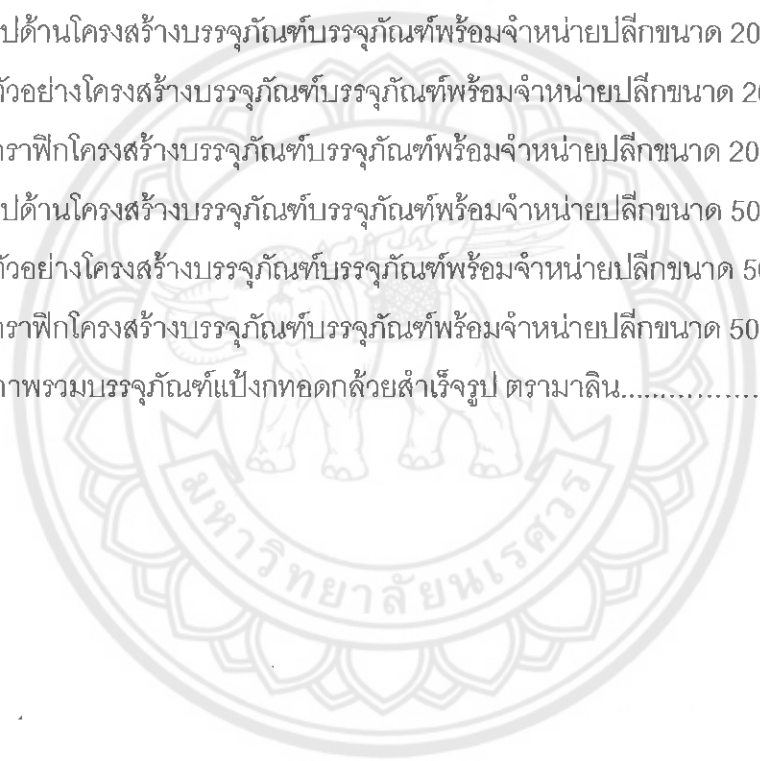 ปด้านโครงสร้างบรรจุภัณฑ์บรรจุภัณฑ์พร้อมจำหน่ายปลีกขนาด 20
ตัวอย่างโครงสร้างบรรจุภัณฑ์บรรจุภัณฑ์พร้อมจำหน่ายปลีกขนาด 20
กราฟิกโครงสร้างบรรจุภัณฑ์บรรจุภัณฑ์พร้อมจำหน่ายปลีกขนาด 20
ปด้านโครงสร้างบรรจุภัณฑ์บรรจุภัณฑ์พร้อมจำหน่ายปลีกขนาด 50
ตัวอย่างโครงสร้างบรรจุภัณฑ์บรรจุภัณฑ์พร้อมจำหน่ายปลีกขนาด 50
กราฟิกโครงสร้างบรรจุภัณฑ์บรรจุภัณฑ์พร้อมจำหน่ายปลีกขนาด 50
ภาพรวมบรรจุภัณฑ์แป้งกทอดกล้วยสำเร็จรูป ตรามาลิน................
มหาวิทยาลัยนเรศวร